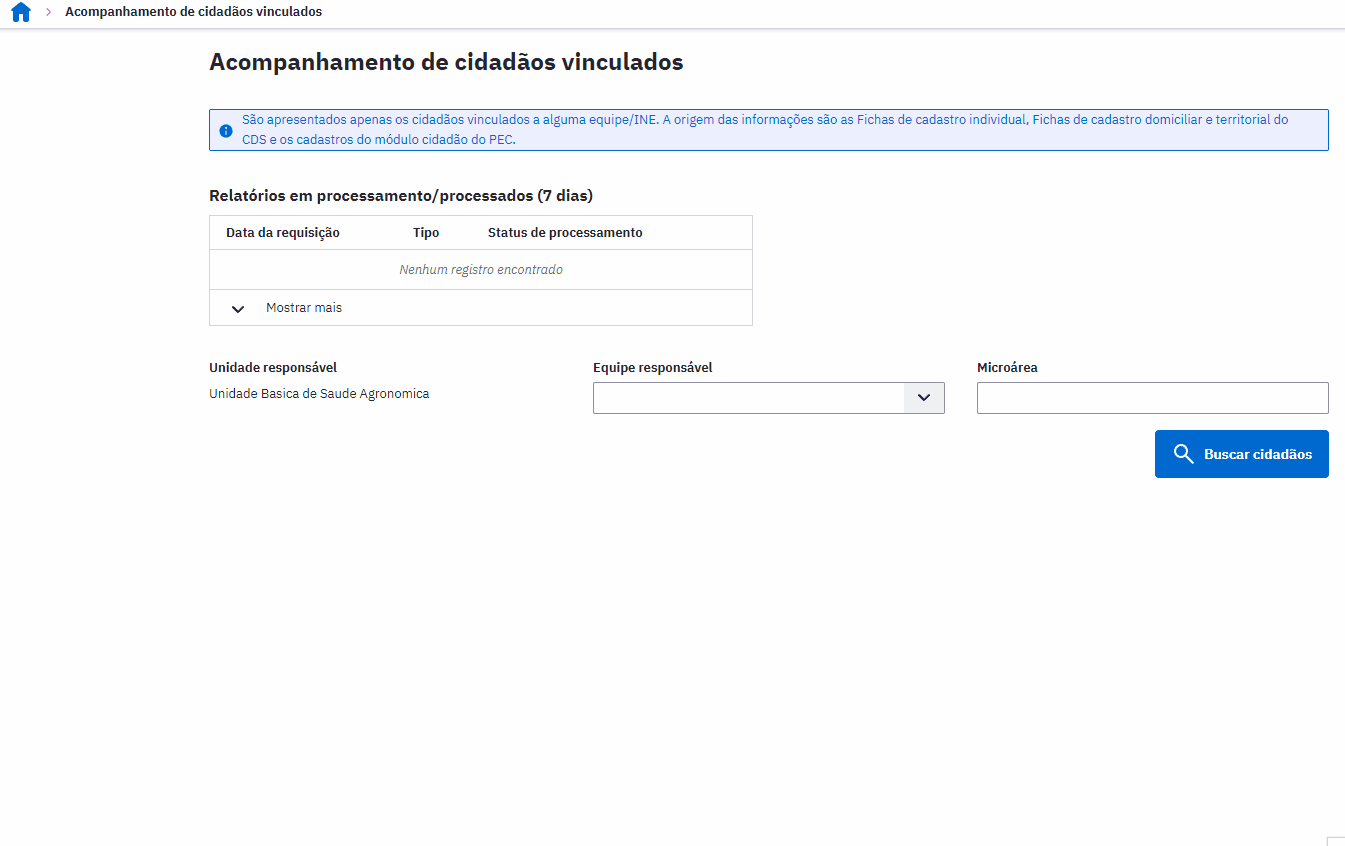 Acompanhamento de cidadãos vinculados
Acompanhamento de cidadãos vinculados
São apresentados apenas os cidadãos vinculados a alguma equipe/INE. A origem das informações são as Fichas de cadastro individual, Fichas de cadastro domiciliar e territorial do
CDS e os cadastros do módulo cidadão do PEC.
Relatórios em processamento/processados (7 dias)
Data da requisição Tipo Status de processamento
Nenhum registro encontrado
Mostrar mais
Unidade responsável Equipe responsável Microárea
Unidade Basica de Saude Agronomica
Buscar cidadãos